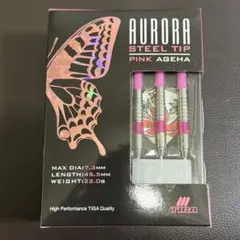 AURORA
STEEL TIP
PINK AGEHA
MAX DIA:7.3MM
LENGTH:45.5MM
WEIGHT:22.0g
High Performance TIGA Quality
TIGA